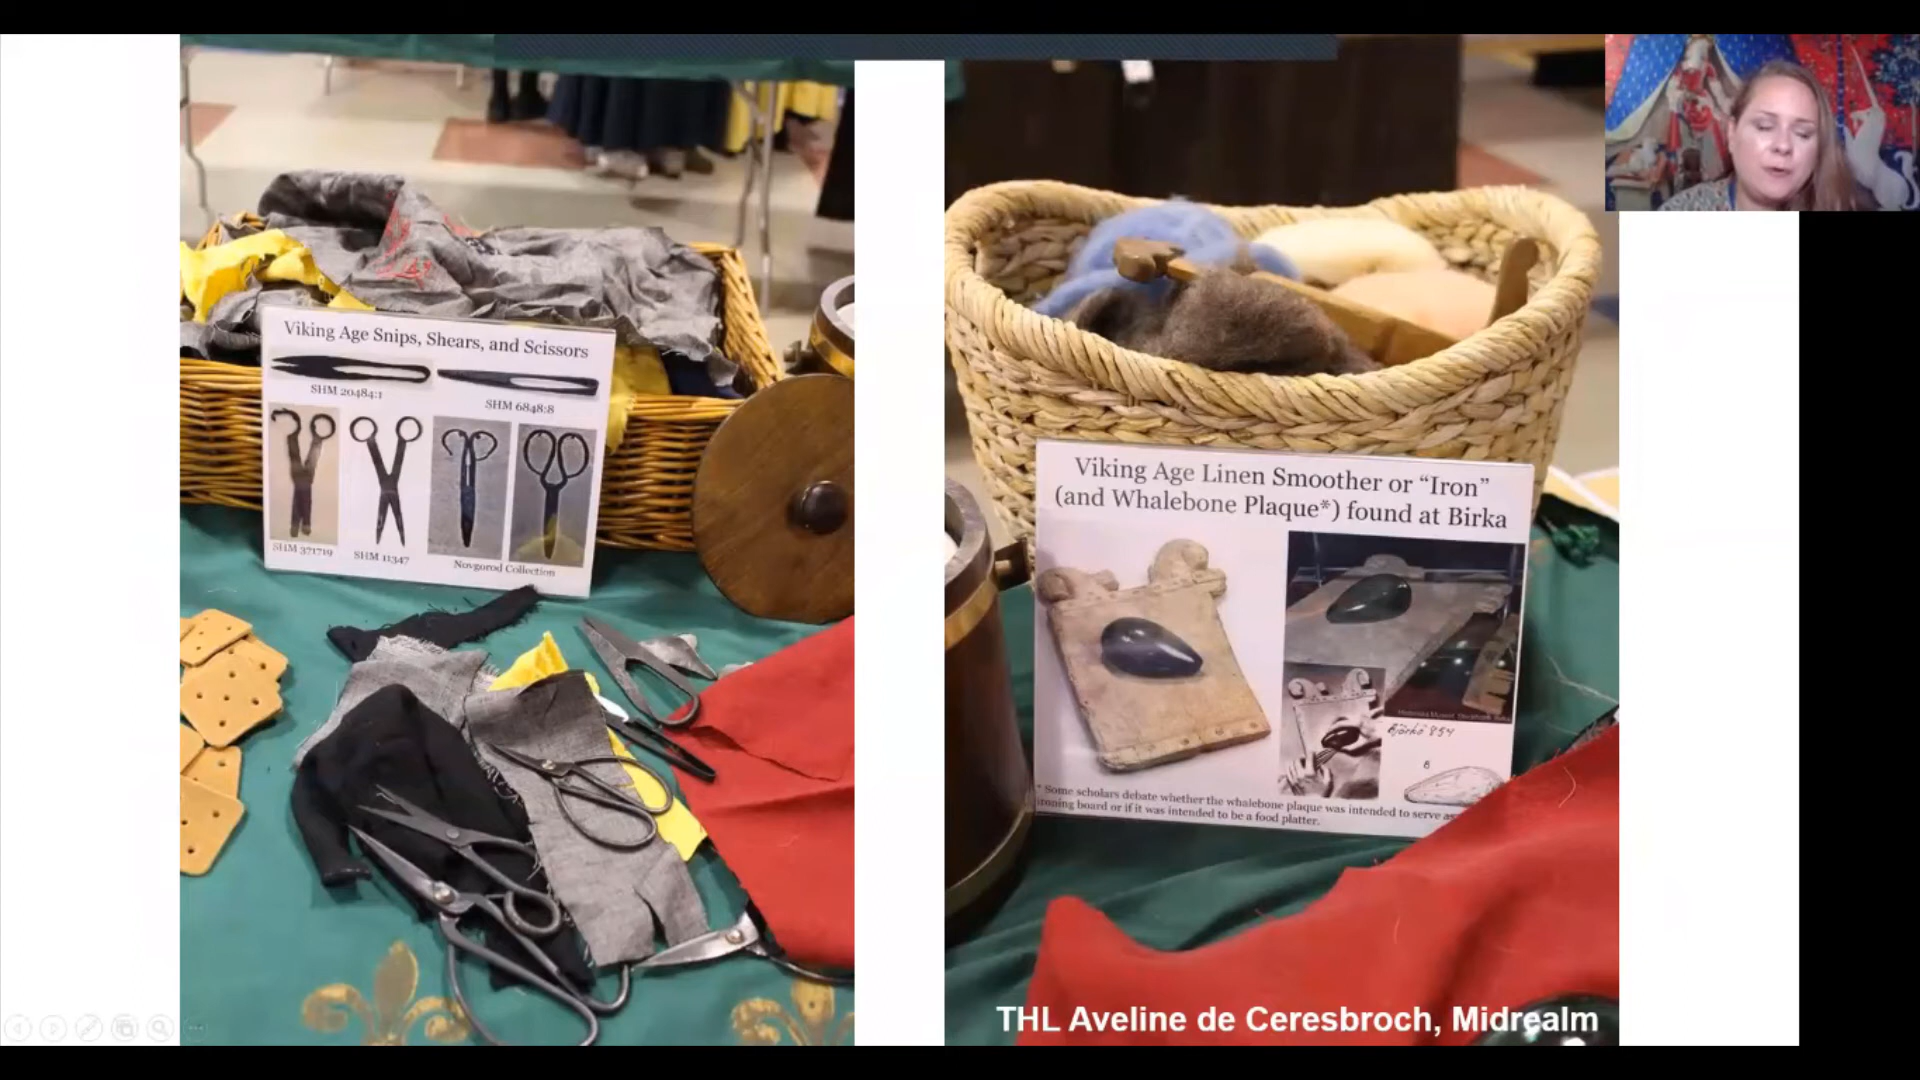 Viking Age Snips, Shears, and Scissors
SHM 20484:1
SHM 6848:8
SHM 371719
SHM 11347
Novgorod Collection
Viking Age Linen Smoother or “Iron”
(and Whalebone Plaque*) found at Birka
Björkö 854
B
* Some scholars debate whether the whalebone plaque was intended to serve as
ironing board or if it was intended to be a food platter.
THL Aveline de Ceresbroch, Midrealm